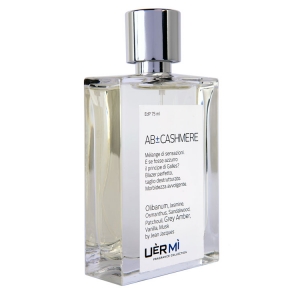 EdP 75 ml
AB±CASHMERE
Mélange di sensazioni.
E se fosse azzurro
il principe di Galles?
Blazer perfetto,
taglio destrutturato.
Morbidezza avvolgente.
Olibanum, Jasmine,
Osmanthus, Sandalwood,
Patchouli, Grey Amber,
Vanilla, Musk
by Jean Jacques
UÈRMÌ
FRAGRANCE COLLECTION